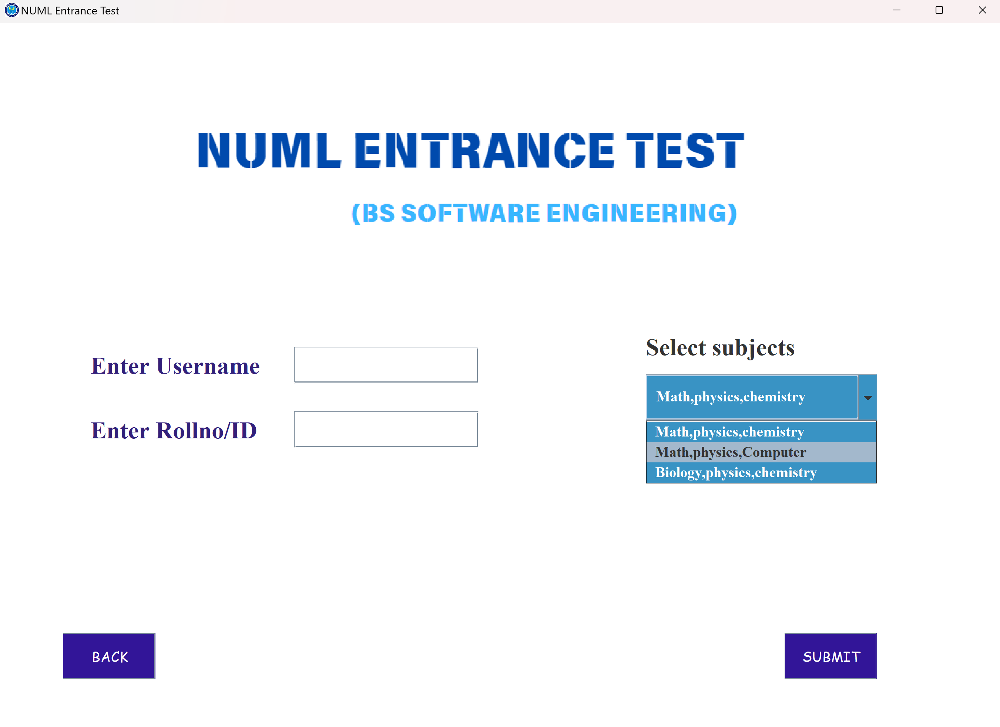 NUML Entrance Test
NUML ENTRANCE TEST
(BS SOFTWARE ENGINEERING)
Enter Username
Enter Rollno/ID
Select subjects
Math,physics,chemistry
Math,physics,chemistry
Math,physics,Computer
Biology,physics,chemistry
BACK
SUBMIT